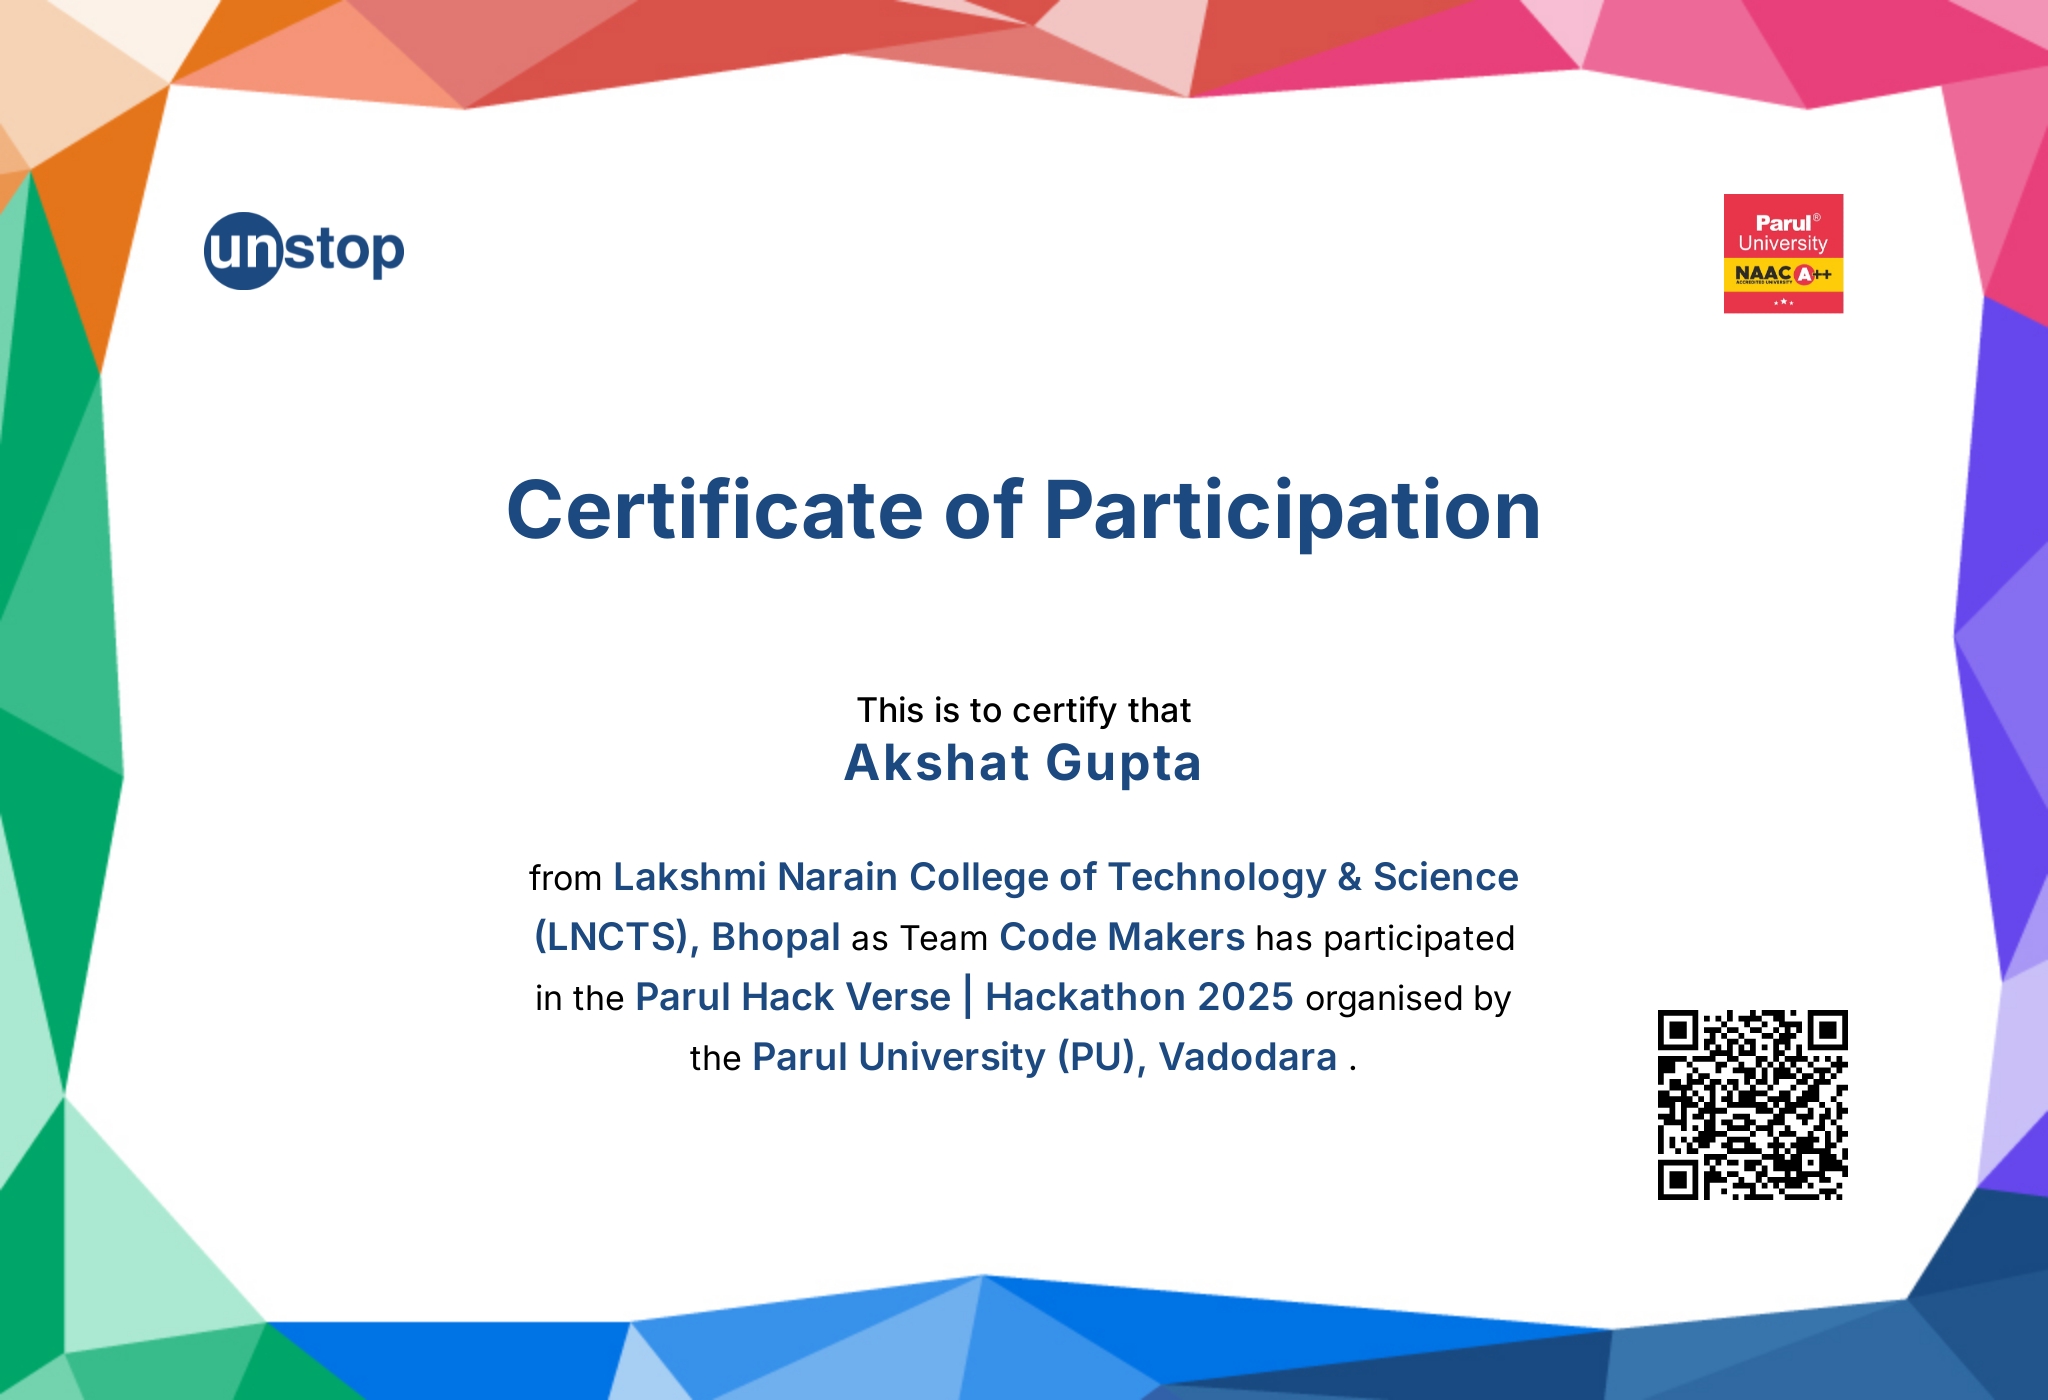 unstop
Parul®
University
NAAC A++
ACCREDITED UNIVERSITY
Certificate of Participation
This is to certify that
Akshat Gupta
from Lakshmi Narain College of Technology & Science
(LNCTS), Bhopal as Team Code Makers has participated
in the Parul Hack Verse | Hackathon 2025 organised by
the Parul University (PU), Vadodara .